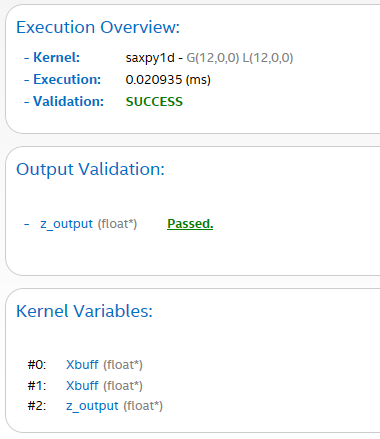 Execution Overview:
- Kernel: saxpy1d - G(12,0,0) L(12,0,0)
- Execution: 0.020935 (ms)
- Validation: SUCCESS
Output Validation:
- z_output (float*) Passed.
Kernel Variables:
#0: Xbuff (float*)
#1: Xbuff (float*)
#2: z_output (float*)